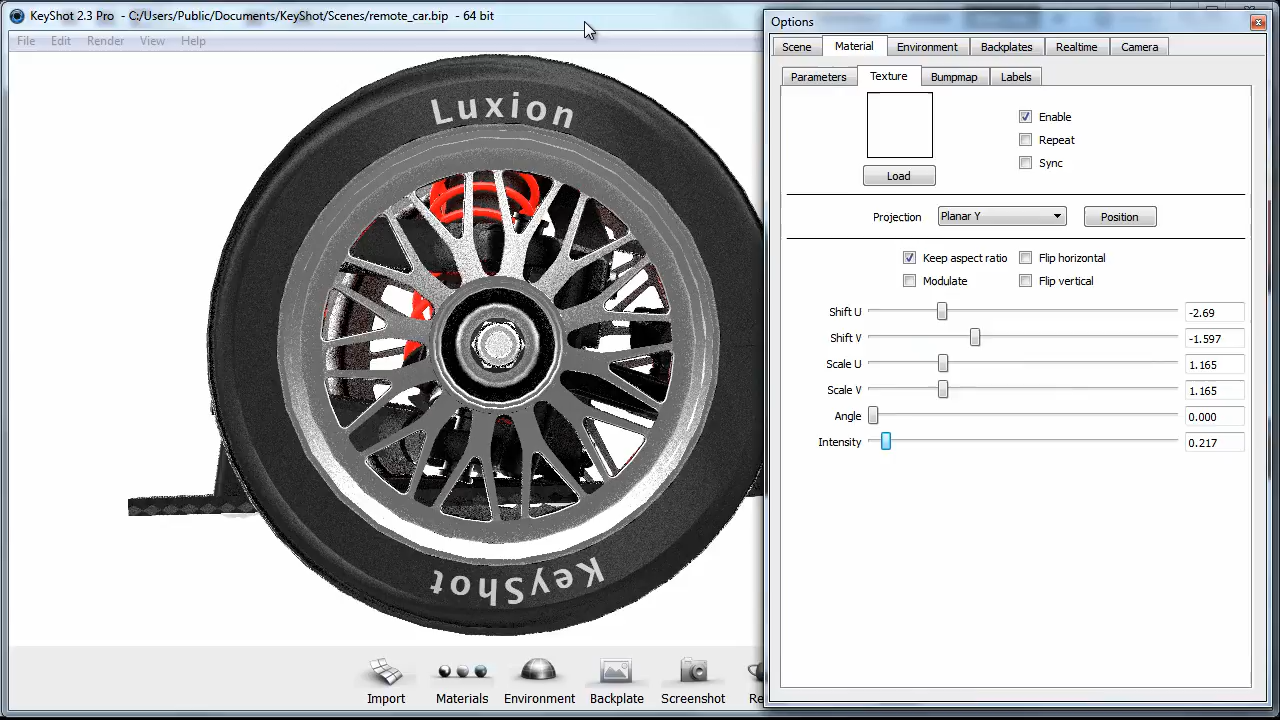 KeyShot 2.3 Pro - C:/Users/Public/Documents/KeyShot/Scenes/remote_car.bip - 64 bit
File Edit Render View Help
Luxion
KeyShot
Import Materials Environment Backplate Screenshot Re
Options
Scene Material Environment Backplates Realtime Camera
Parameters Texture Bumpmap Labels
Enable
Repeat
Sync
Load
Projection Planar Y Position
Keep aspect ratio Flip horizontal
Modulate Flip vertical
Shift U -2.69
Shift V -1.597
Scale U 1.165
Scale V 1.165
Angle 0.000
Intensity 0.217